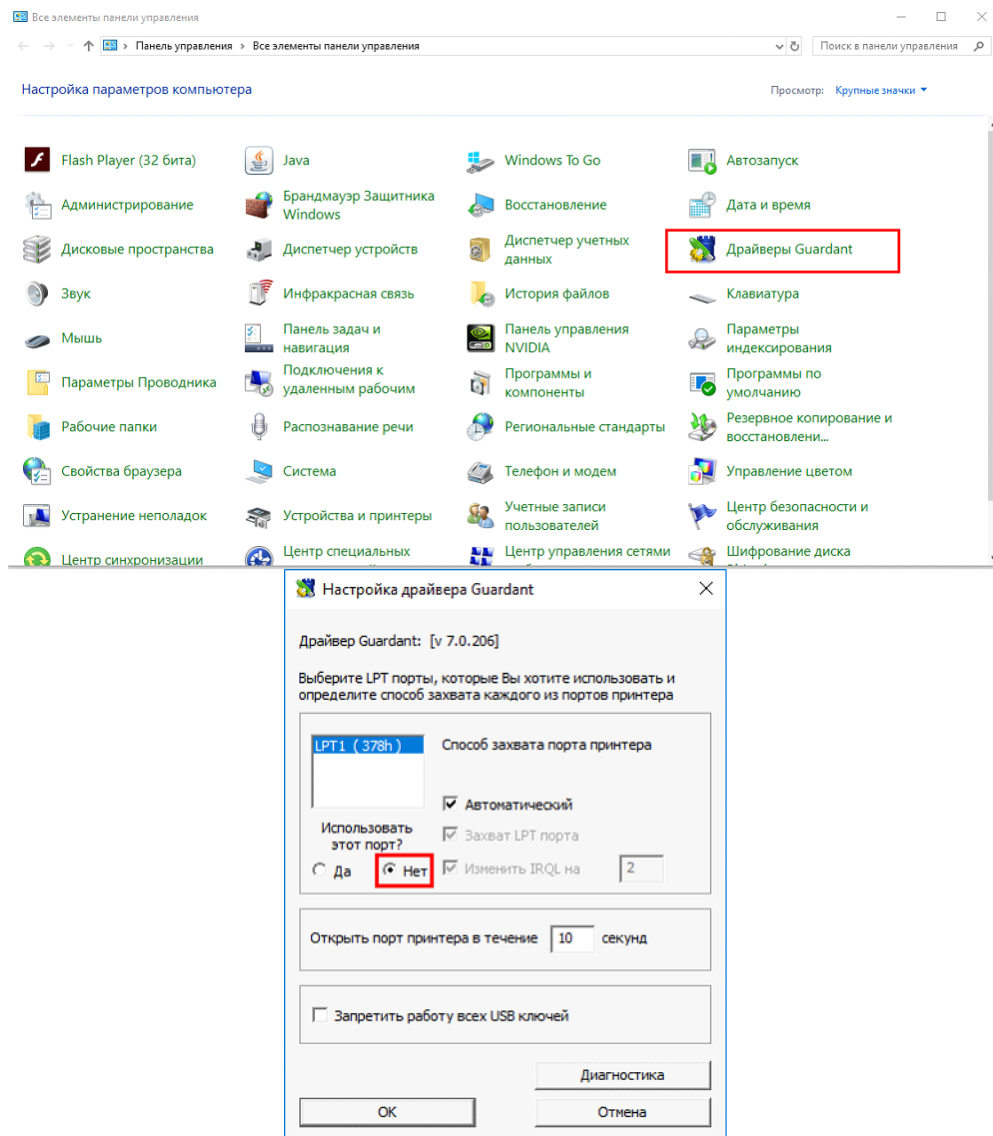 Все элементы панели управления
Панель управления
Все элементы панели управления
Поиск в панели управления
Настройка параметров компьютера
Просмотр: Крупные значки
Flash Player (32 бита)
Java
Windows To Go
Автозапуск
Администрирование
Брандмауэр Защитника
Windows
Восстановление
Дата и время
Дисковые пространства
Диспетчер устройств
Диспетчер учетных
данных
Драйверы Guardant
Звук
Инфракрасная связь
История файлов
Клавиатура
Мышь
Панель задач и
навигация
Панель управления
NVIDIA
Параметры
индексирования
Параметры Проводника
Подключения к
удаленным рабочим
Программы и
компоненты
Программы по
умолчанию
Рабочие папки
Распознавание речи
Региональные стандарты
Резервное копирование и
восстановлени...
Свойства браузера
Система
Телефон и модем
Управление цветом
Устранение неполадок
Устройства и принтеры
Учетные записи
пользователей
Центр безопасности и
обслуживания
Центр синхронизации
Центр специальных
Центр управления сетями
Шифрование диска
Настройка драйвера Guardant
Драйвер Guardant: [v 7.0.206]
Выберите LPT порты, которые Вы хотите использовать и
определите способ захвата каждого из портов принтера
LPT1 ( 378h )
Способ захвата порта принтера
Автоматический
Использовать
этот порт?
Захват LPT порта
Да
Нет
Изменить IRQL на
2
Открыть порт принтера в течение 10 секунд
Запретить работу всех USB ключей
Диагностика
OK
Отмена